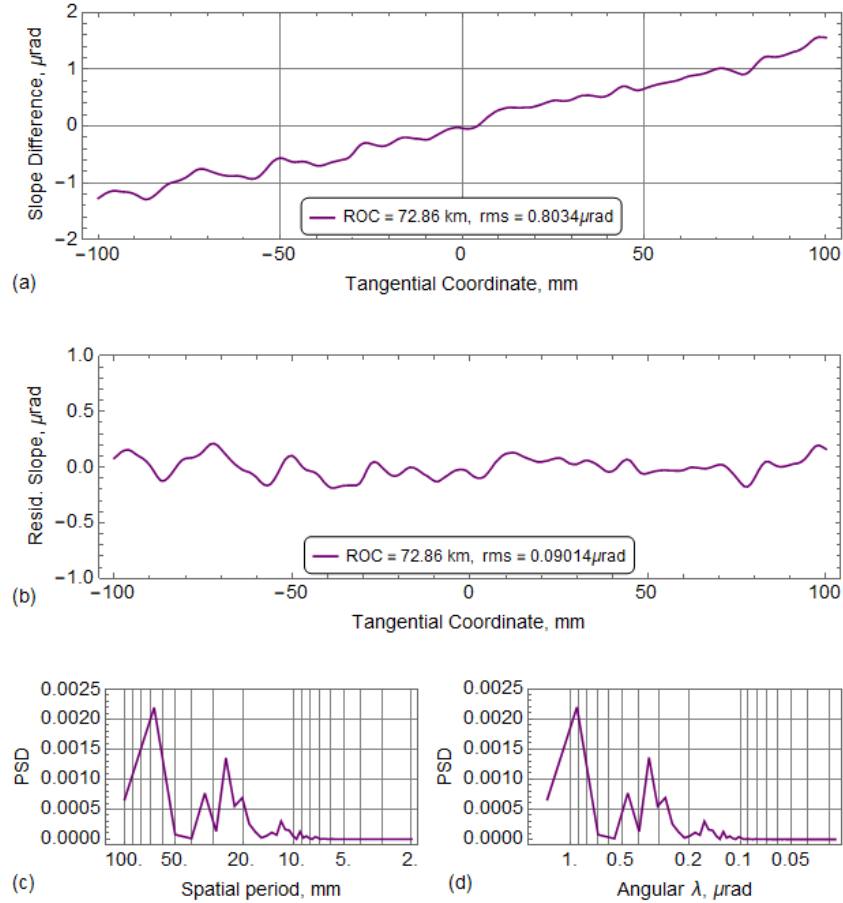 2
1
0
−1
−2
Slope Difference, μrad
ROC = 72.86 km, rms = 0.8034μrad
−100 −50 0 50 100
(a)
Tangential Coordinate, mm
1.0
0.5
0.0
−0.5
−1.0
Resid. Slope, μrad
ROC = 72.86 km, rms = 0.09014μrad
−100 −50 0 50 100
(b)
Tangential Coordinate, mm
0.0025
0.0020
0.0015
0.0010
0.0005
0.0000
PSD
100. 50. 20. 10. 5. 2.
(c)
Spatial period, mm
0.0025
0.0020
0.0015
0.0010
0.0005
0.0000
PSD
1. 0.5 0.2 0.1 0.05
(d)
Angular λ, μrad